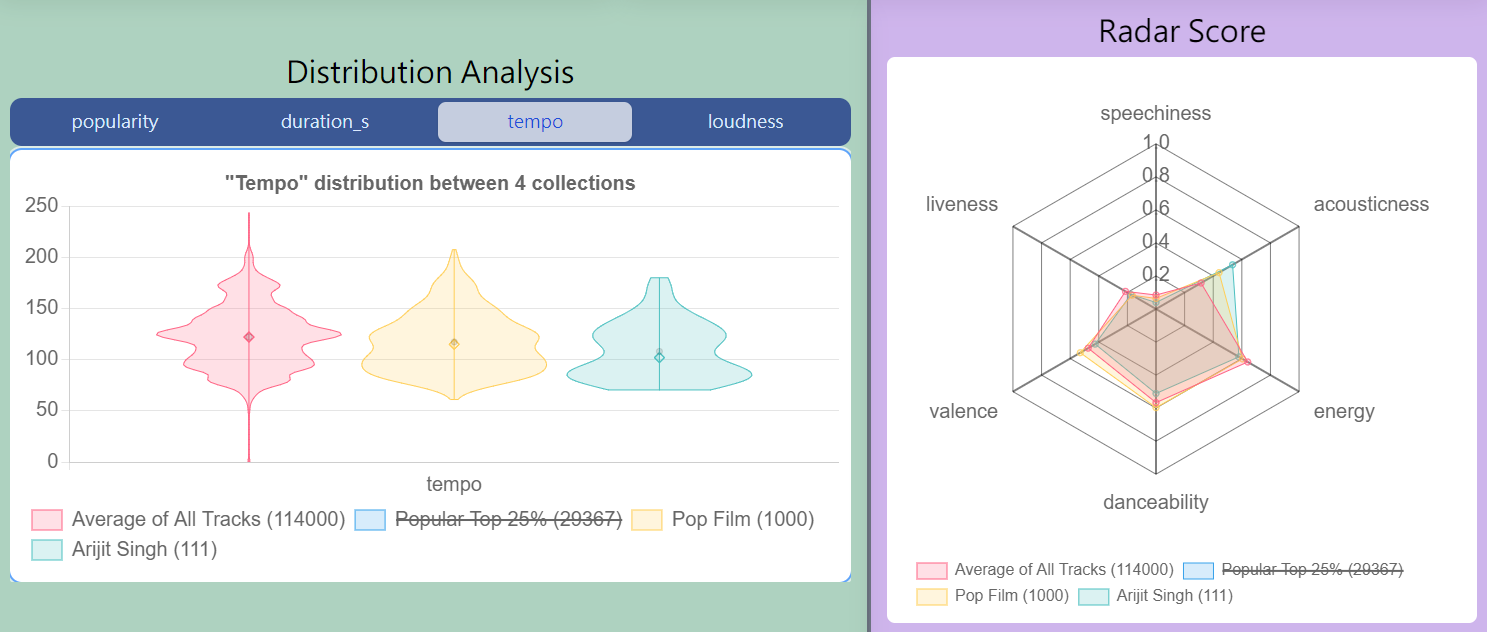 Distribution Analysis
popularity duration_s tempo loudness
"Tempo" distribution between 4 collections
250
200
150
100
50
0
tempo
Average of All Tracks (114000) Popular Top 25% (29367) Pop Film (1000)
Arijit Singh (111)
Radar Score
speechiness
1.0
0.8
0.6
0.4
0.2
liveness
acousticness
valence
energy
danceability
Average of All Tracks (114000) Popular Top 25% (29367)
Pop Film (1000) Arijit Singh (111)